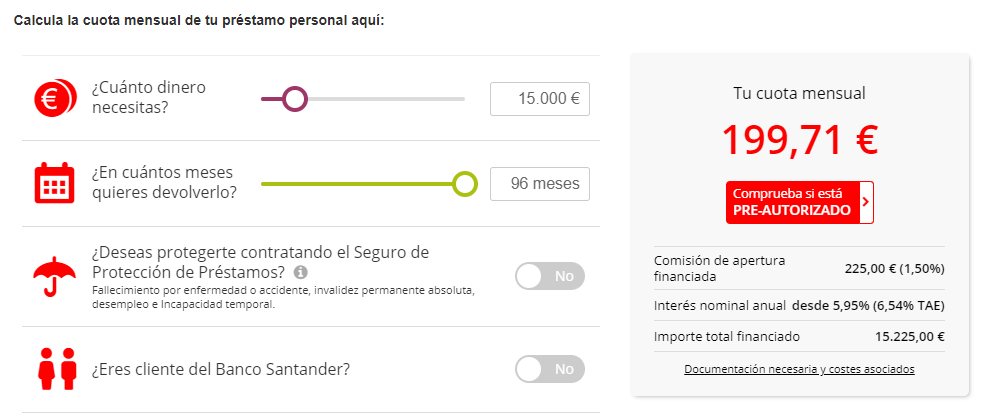 Calcula la cuota mensual de tu préstamo personal aquí:
¿Cuánto dinero
necesitas?
15.000 €
¿En cuántos meses
quieres devolverlo?
96 meses
¿Deseas protegerte contratando el Seguro de
Protección de Préstamos? i
Fallecimiento por enfermedad o accidente, invalidez permanente absoluta,
desempleo e Incapacidad temporal.
No
¿Eres cliente del Banco Santander?
No
Tu cuota mensual
199,71 €
Comprueba si está
PRE-AUTORIZADO
Comisión de apertura
financiada
225,00 € (1,50%)
Interés nominal anual desde 5,95% (6,54% TAE)
Importe total financiado 15.225,00 €
Documentación necesaria y costes asociados